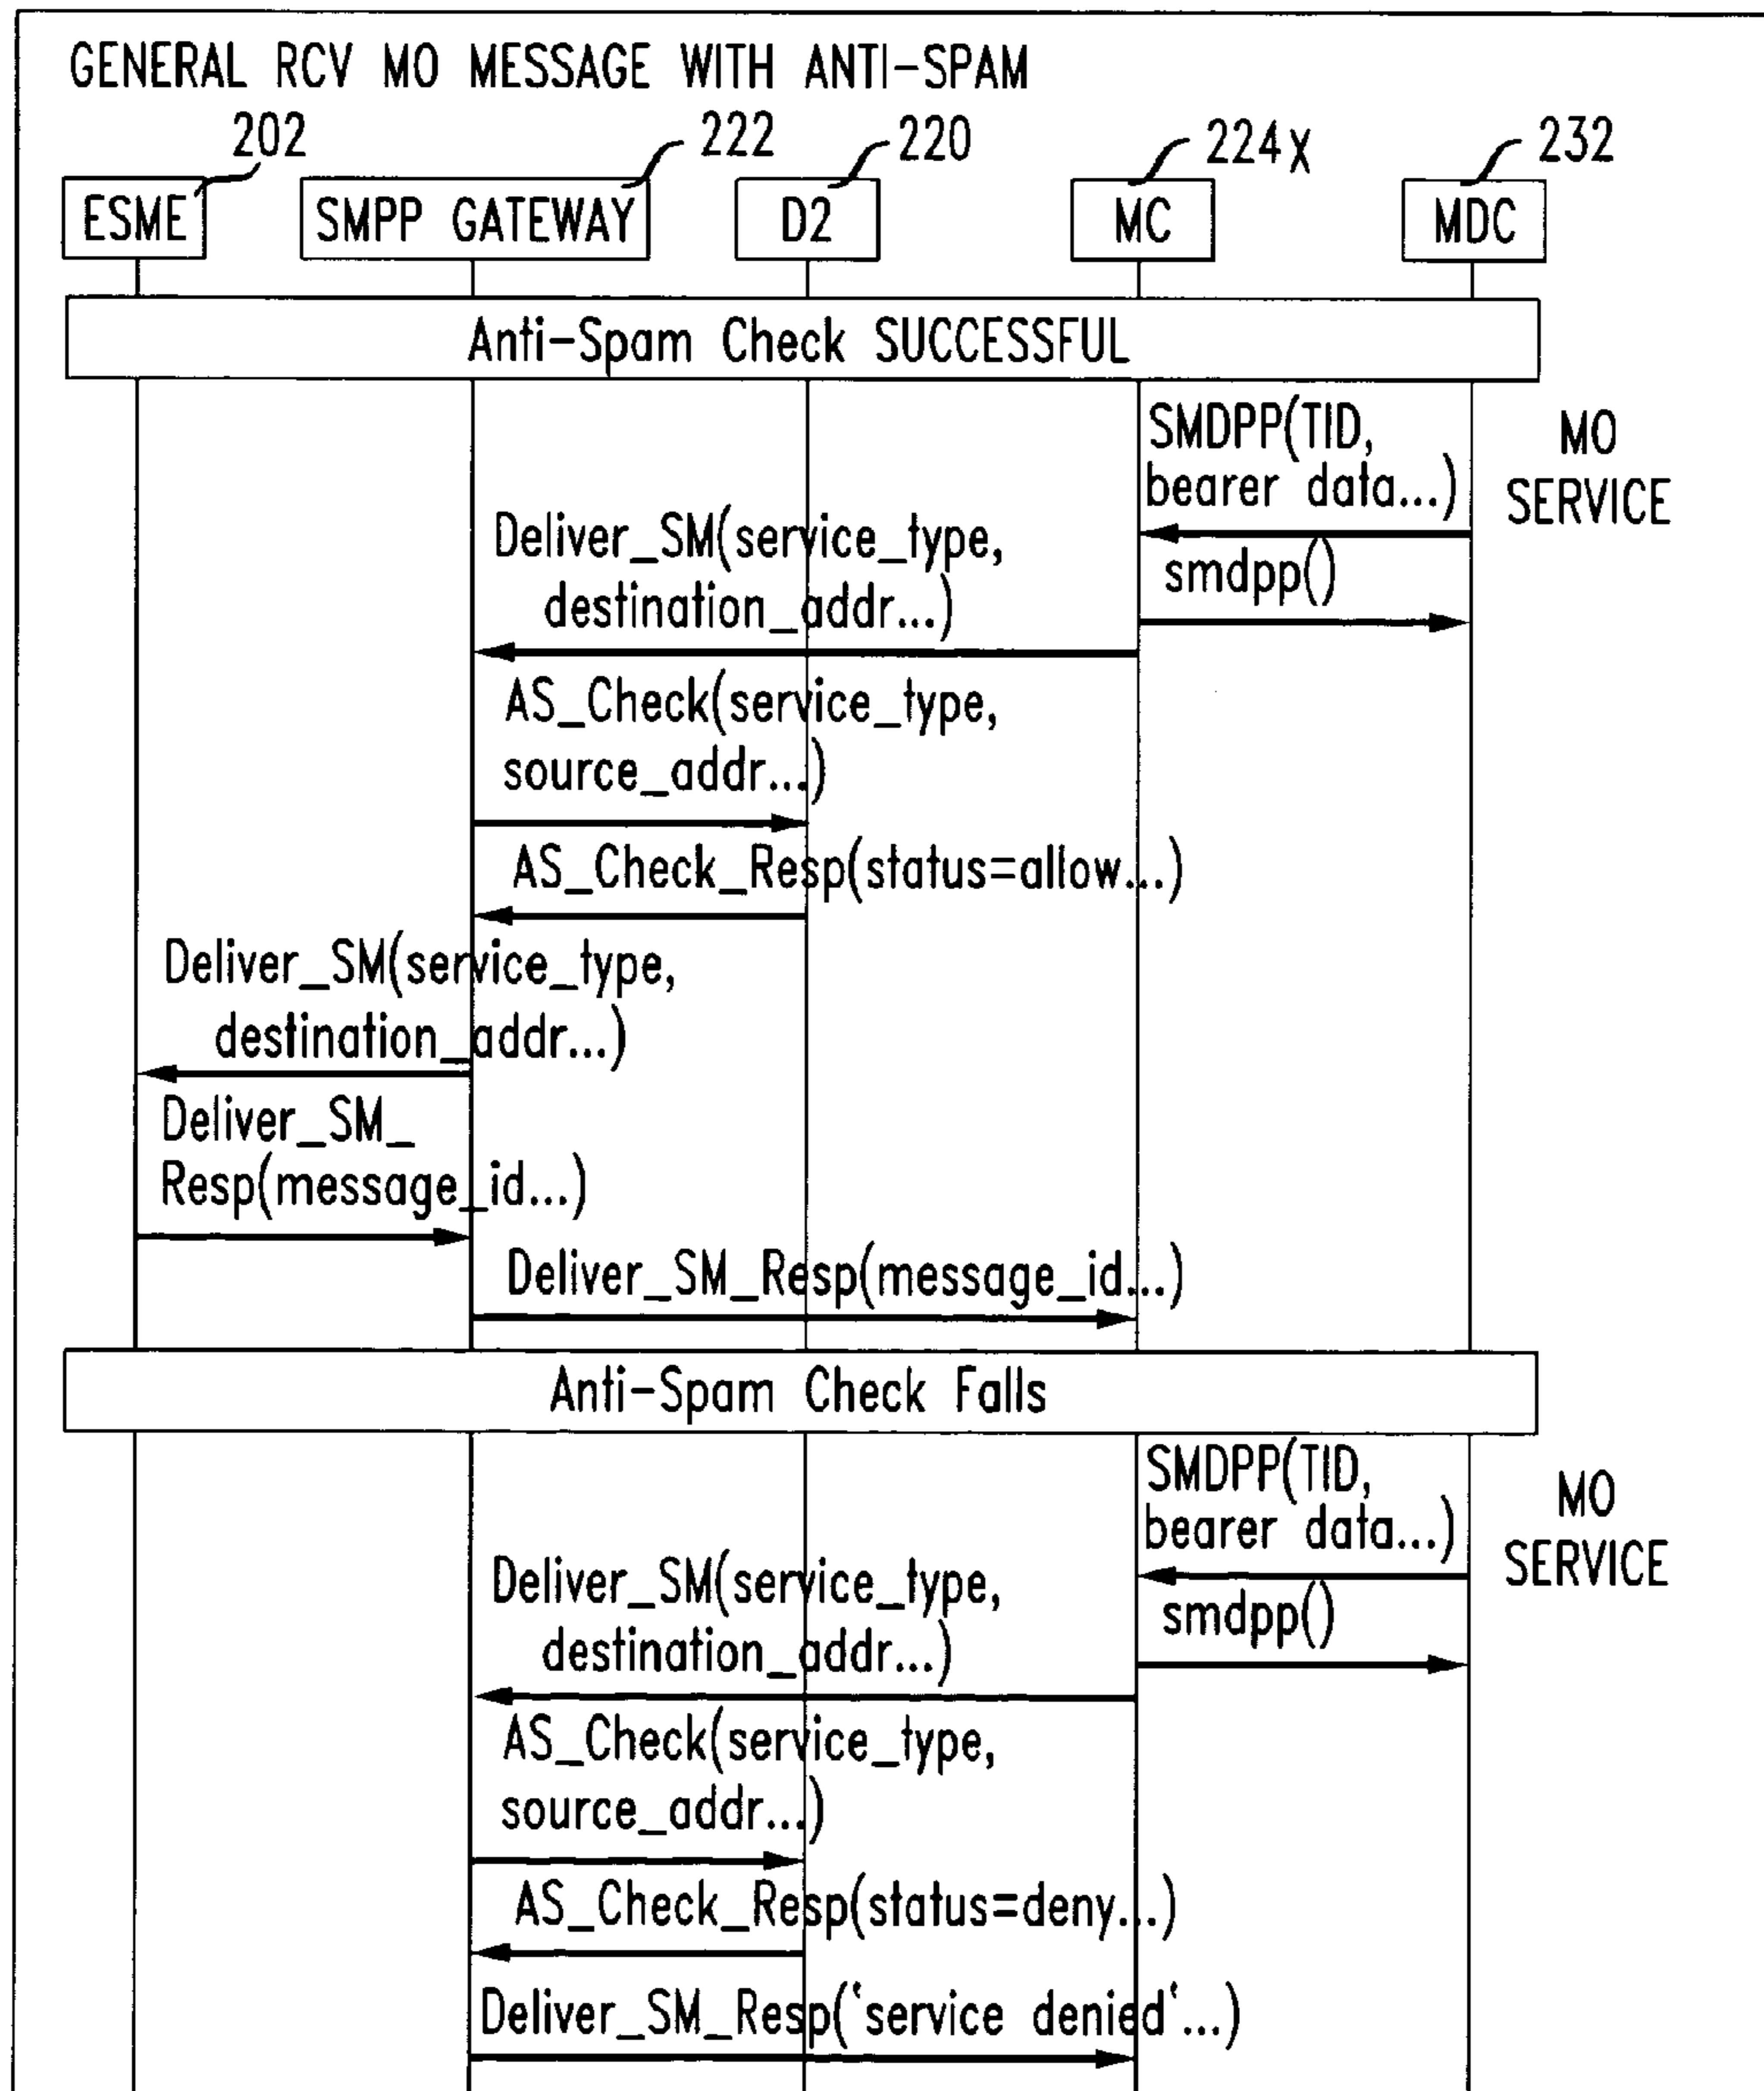 GENERAL RCV MO MESSAGE WITH ANTI-SPAM
202
222
220
224X
232
ESME
SMPP GATEWAY
D2
MC
MDC
Anti-Spam Check SUCCESSFUL
SMDPP(TID,
bearer data...)
MO
SERVICE
Deliver_SM(service_type,
destination_addr...)
smdpp()
AS_Check(service_type,
source_addr...)
AS_Check_Resp(status=allow...)
Deliver_SM(service_type,
destination_addr...)
Deliver_SM_
Resp(message_id...)
Deliver_SM_Resp(message_id...)
Anti-Spam Check Falls
SMDPP(TID,
bearer data...)
MO
SERVICE
Deliver_SM(service_type,
destination_addr...)
smdpp()
AS_Check(service_type,
source_addr...)
AS_Check_Resp(status=deny...)
Deliver_SM_Resp('service denied'...)